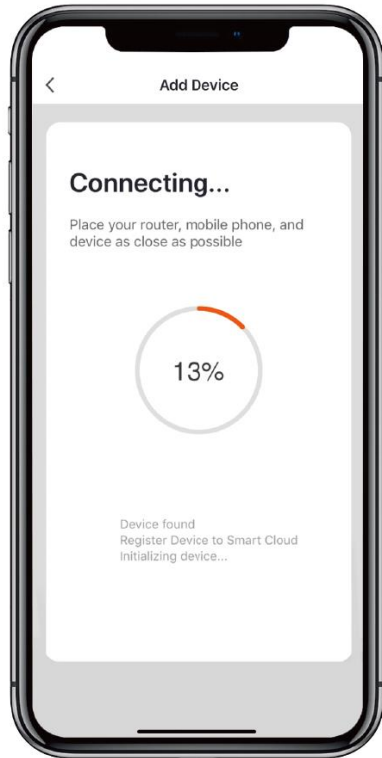 Add Device
Connecting...
Place your router, mobile phone, and
device as close as possible
13%
Device found
Register Device to Smart Cloud
Initializing device...